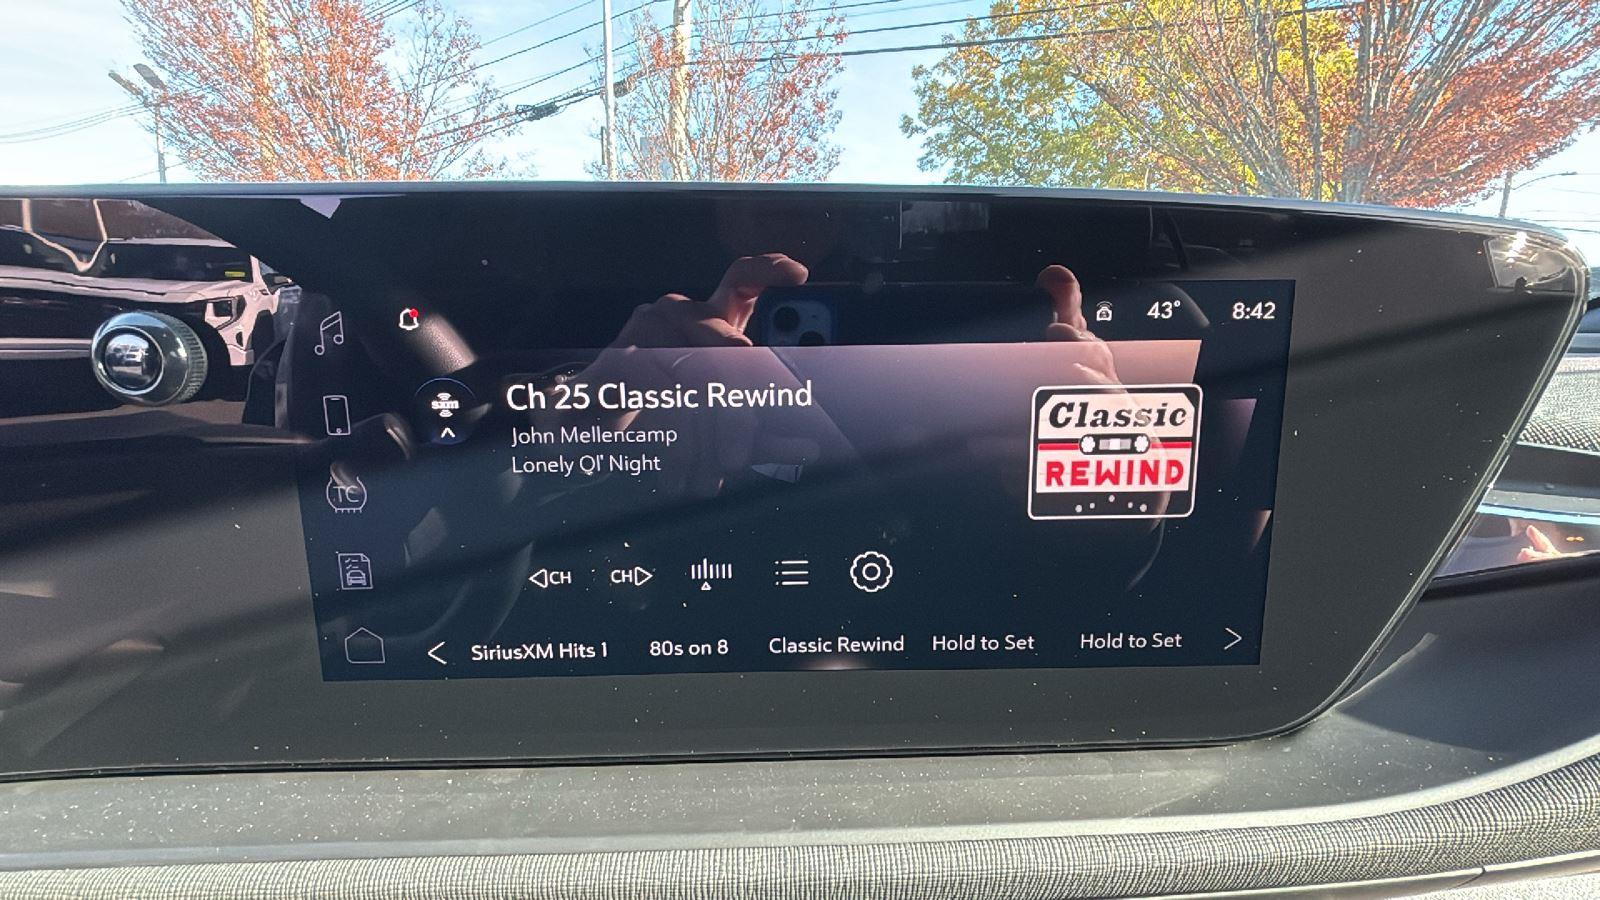 43° 8:42
sxm
Ch 25 Classic Rewind
John Mellencamp
Lonely Ol' Night
Classic
REWIND
TC
CH CH
SiriusXM Hits 1 80s on 8 Classic Rewind Hold to Set Hold to Set